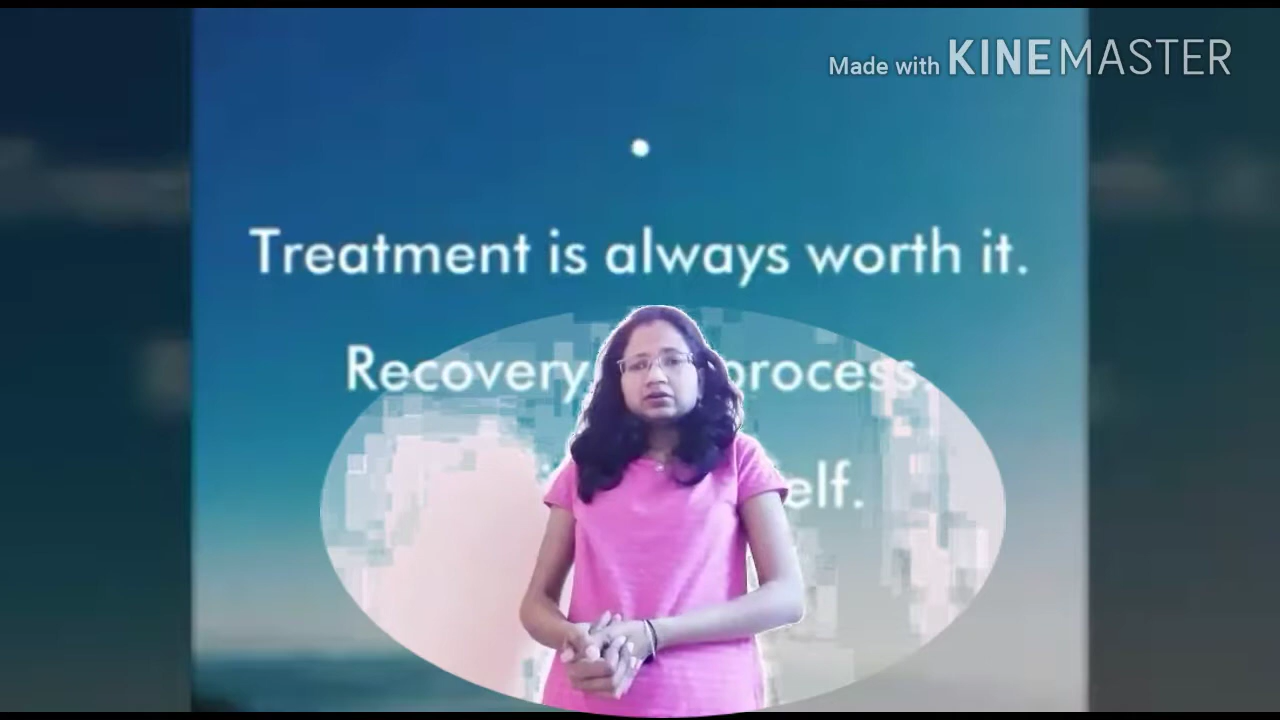 Made with KINEMASTER
Treatment is always worth it.
Recovery process.
elf.